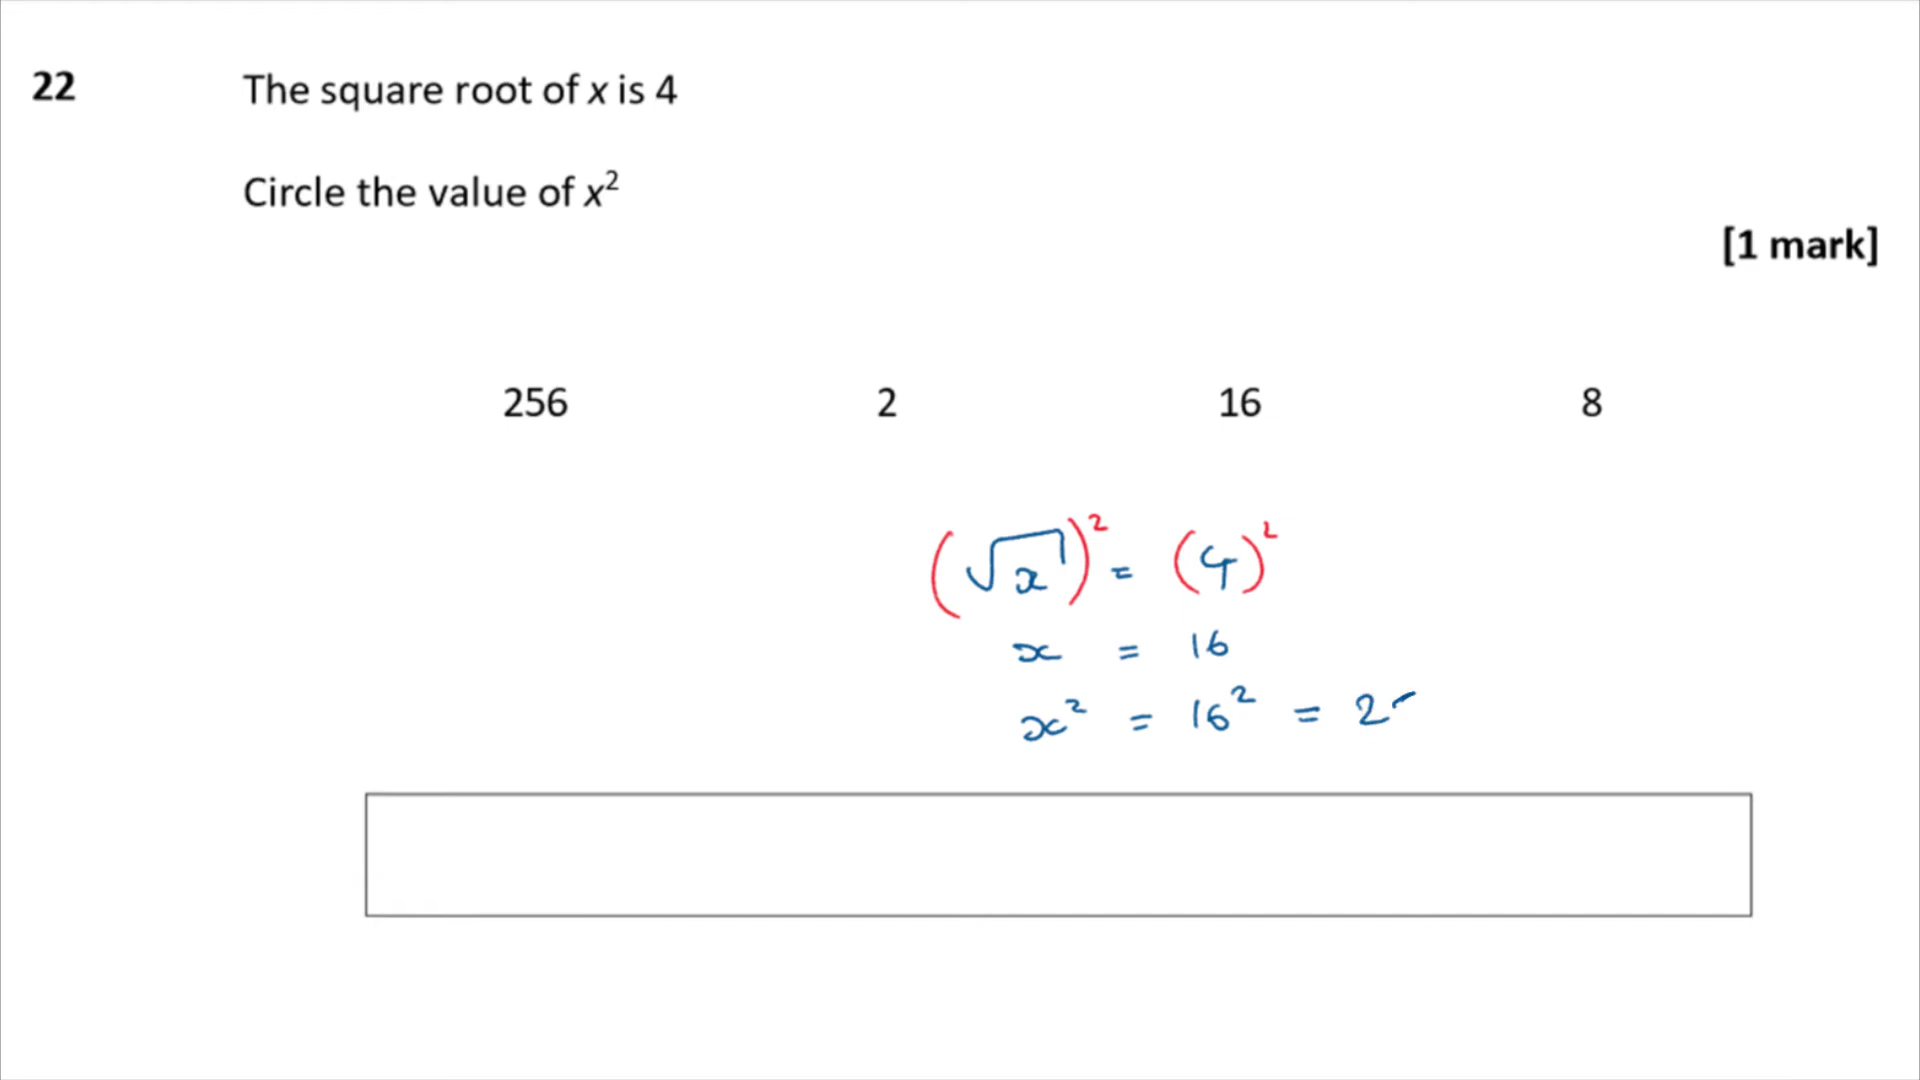 22 The square root of x is 4
Circle the value of x²
[1 mark]
256 2 16 8
(√x)² = (4)²
x = 16
x² = 16² = 2